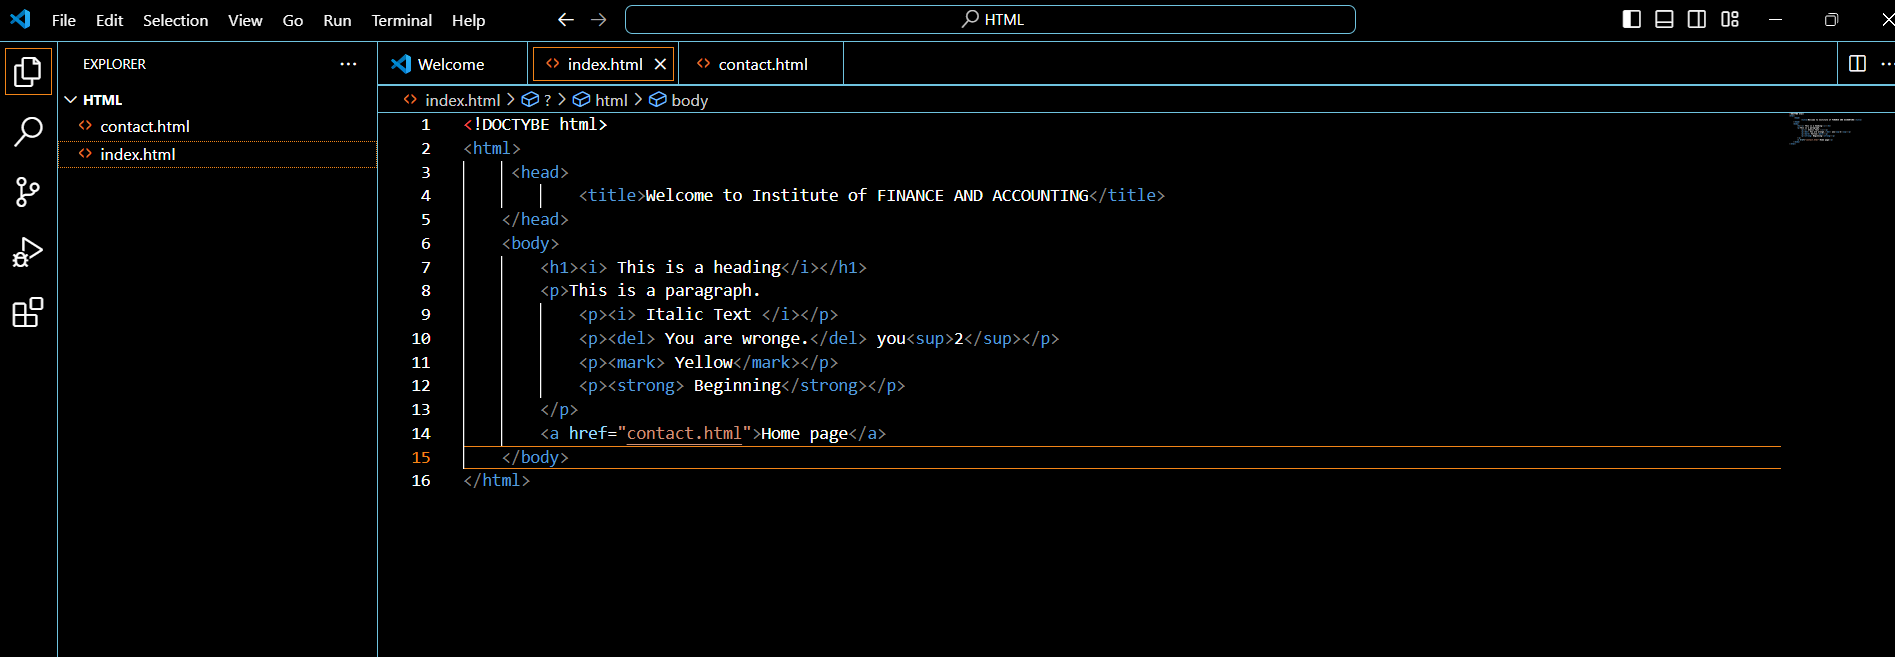 File Edit Selection View Go Run Terminal Help HTML
EXPLORER
HTML
contact.html
index.html
Welcome index.html contact.html
index.html > ? > html > body
1 <!DOCTYBE html>
2 <html>
3 <head>
4 <title>Welcome to Institute of FINANCE AND ACCOUNTING</title>
5 </head>
6 <body>
7 <h1><i> This is a heading</i></h1>
8 <p>This is a paragraph.
9 <p><i> Italic Text </i></p>
10 <p><del> You are wronge.</del> you<sup>2</sup></p>
11 <p><mark> Yellow</mark></p>
12 <p><strong> Beginning</strong></p>
13 </p>
14 <a href="contact.html">Home page</a>
15 </body>
16 </html>